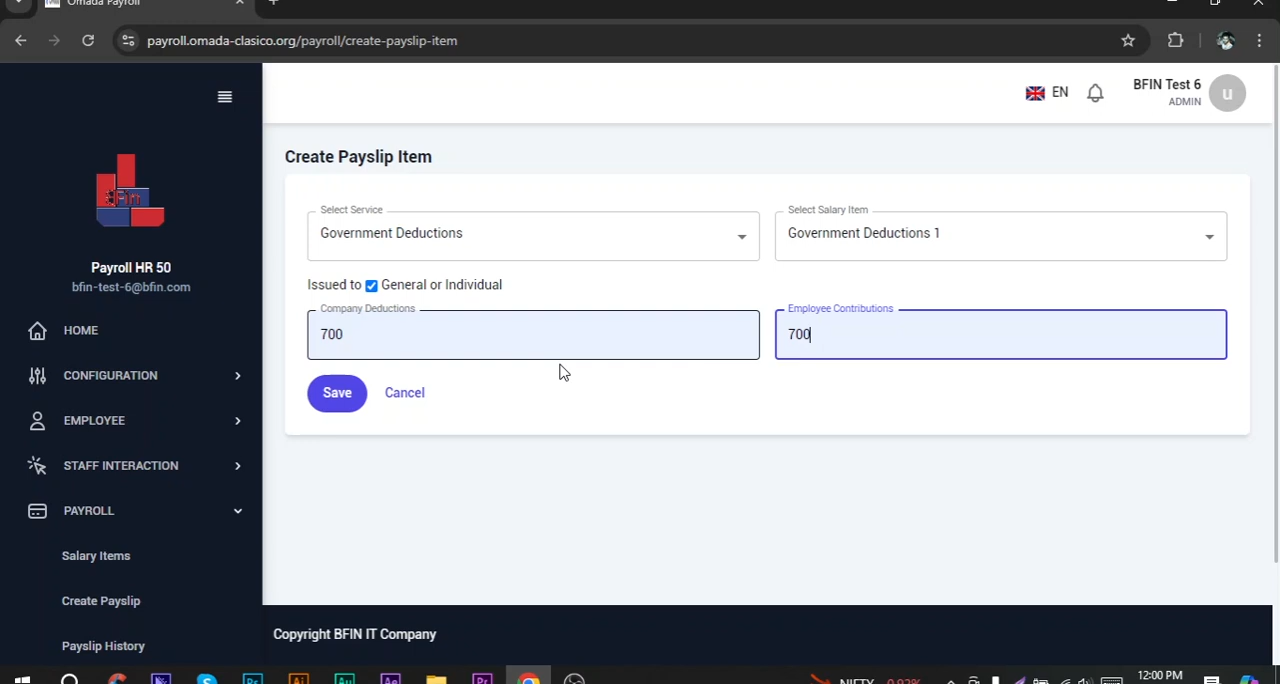 Omada Payroll
payroll.omada-clasico.org/payroll/create-payslip-item
EN
BFIN Test 6
ADMIN
u
Create Payslip Item
Select Service
Government Deductions
Select Salary Item
Government Deductions 1
Issued to General or Individual
Company Deductions
700
Employee Contributions
700
Save Cancel
Payroll HR 50
bfin-test-6@bfin.com
HOME
CONFIGURATION
EMPLOYEE
STAFF INTERACTION
PAYROLL
Salary Items
Create Payslip
Payslip History
Copyright BFIN IT Company
NIFTY -0.93%
12:00 PM